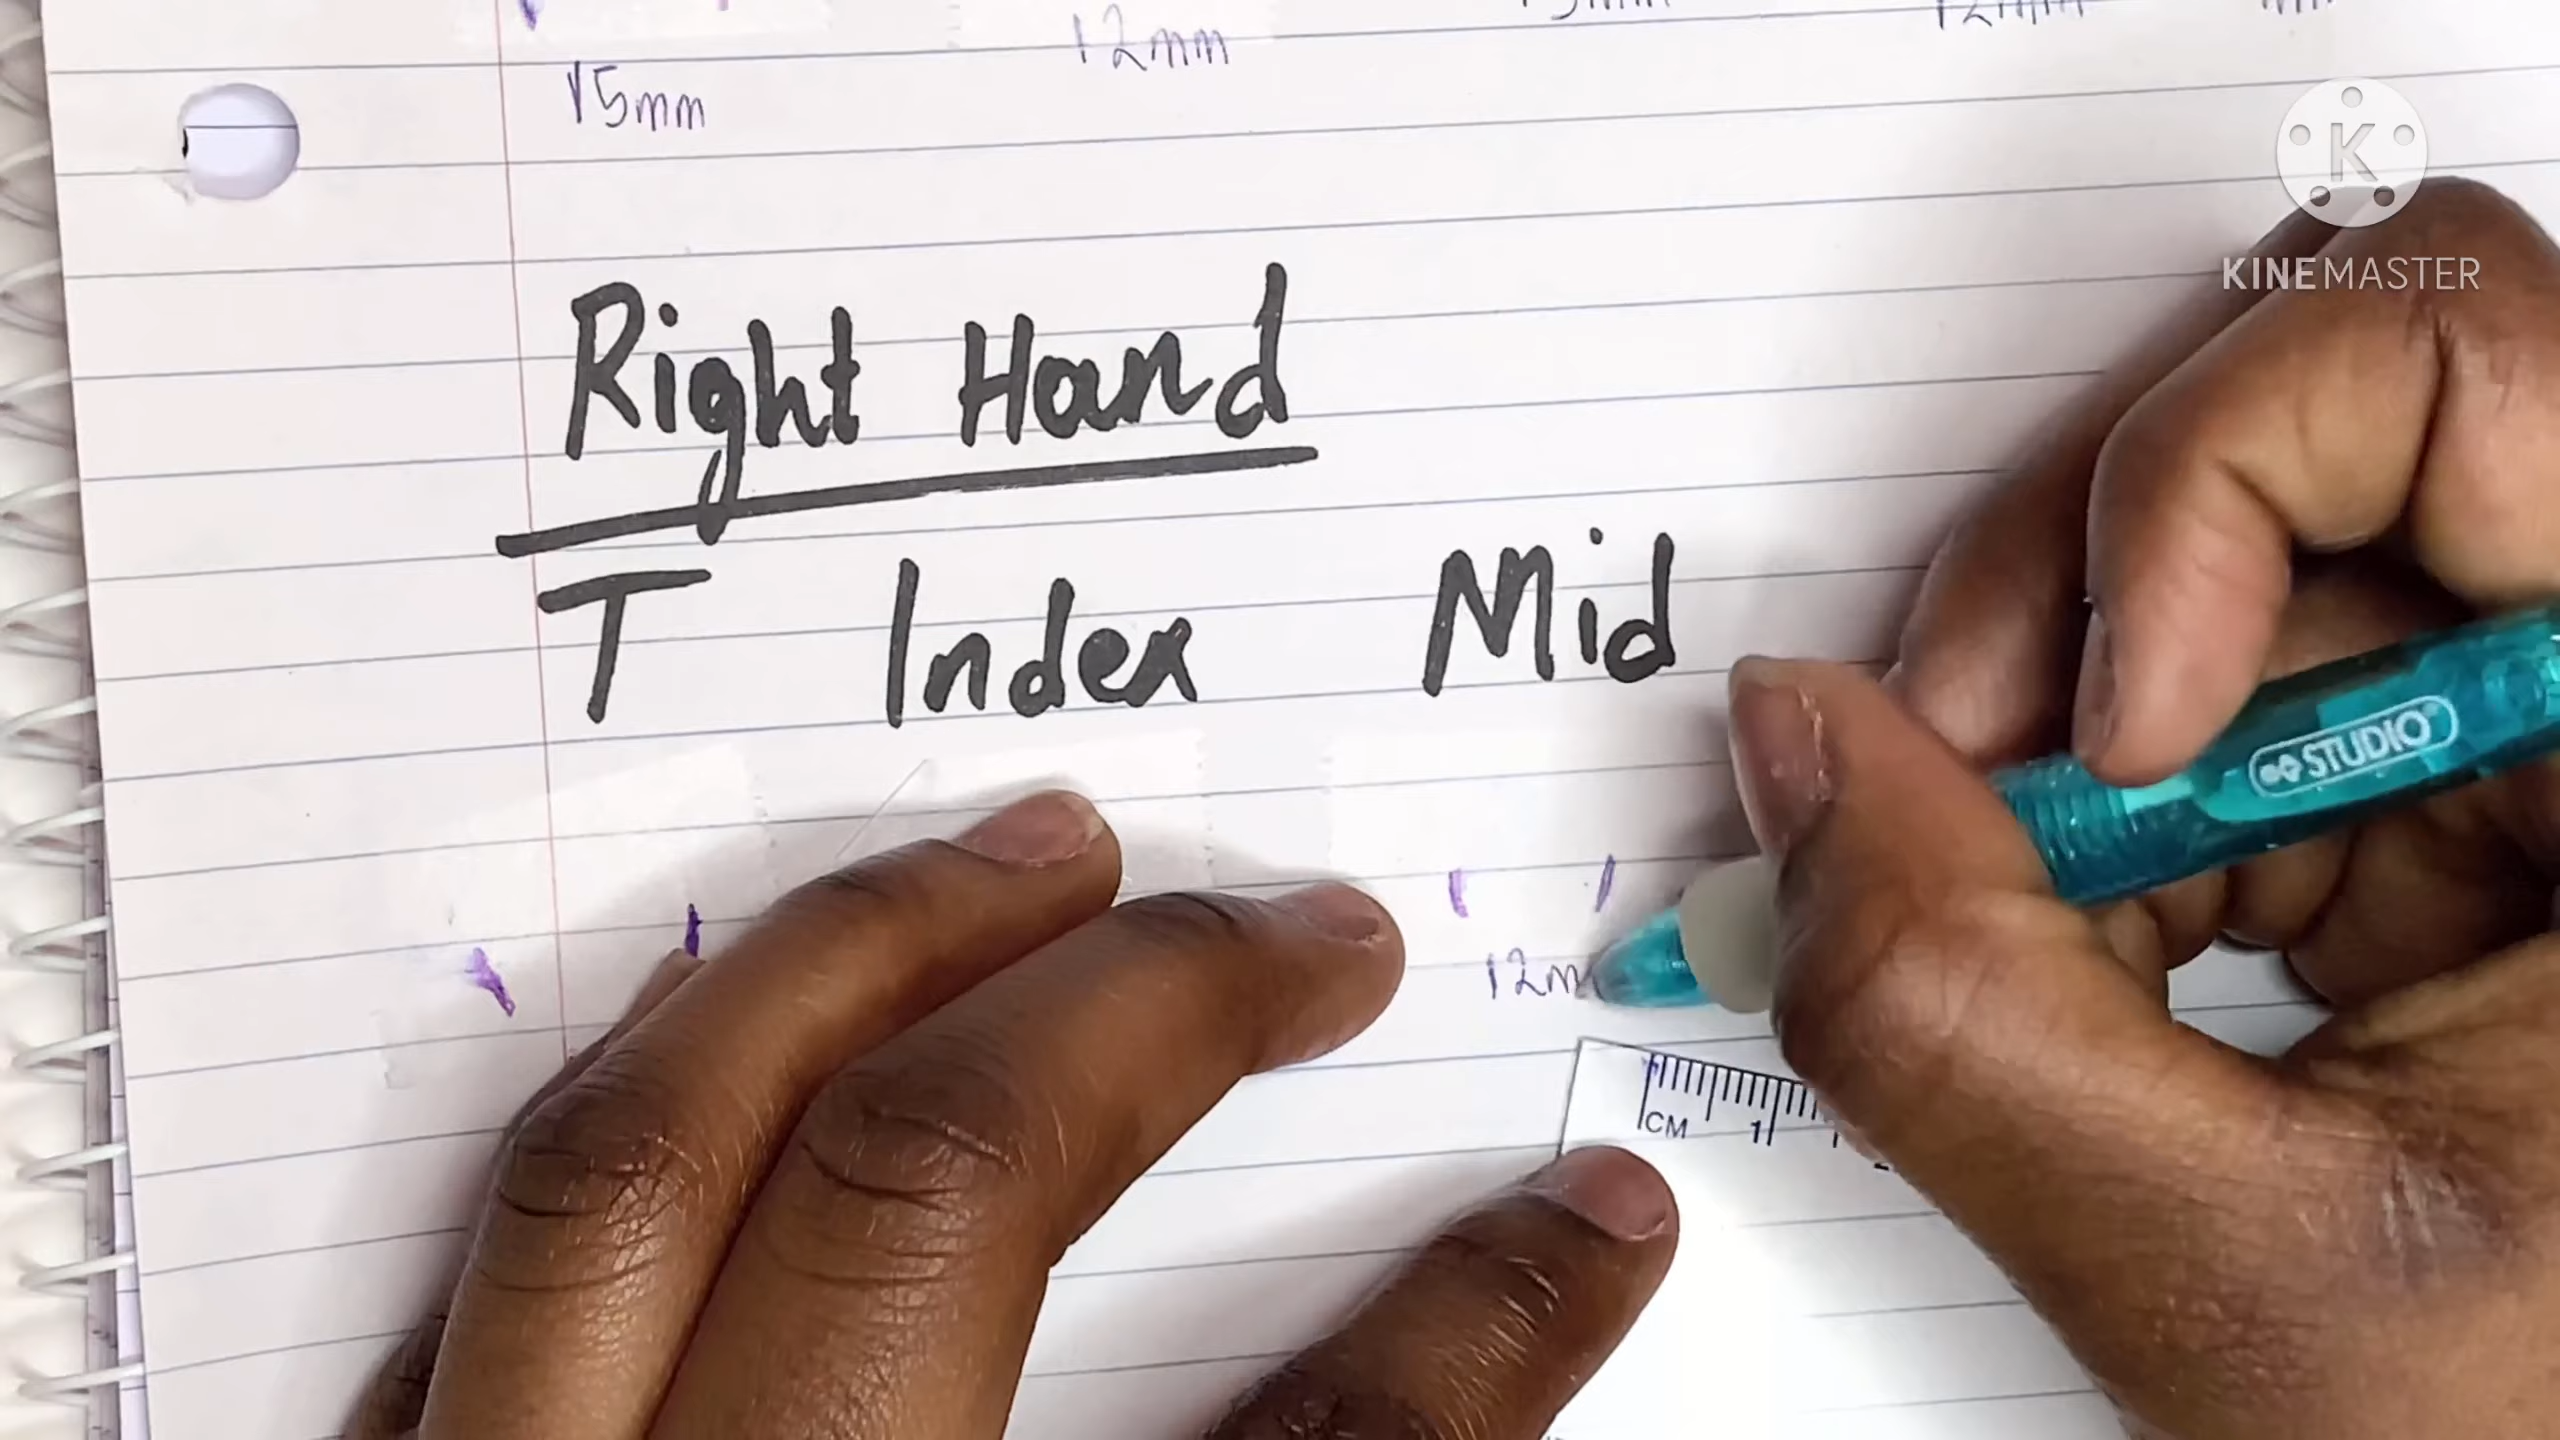 12mm
15mm
K
KINEMASTER
Right Hand
T Index Mid
STUDIO
12m
CM 1